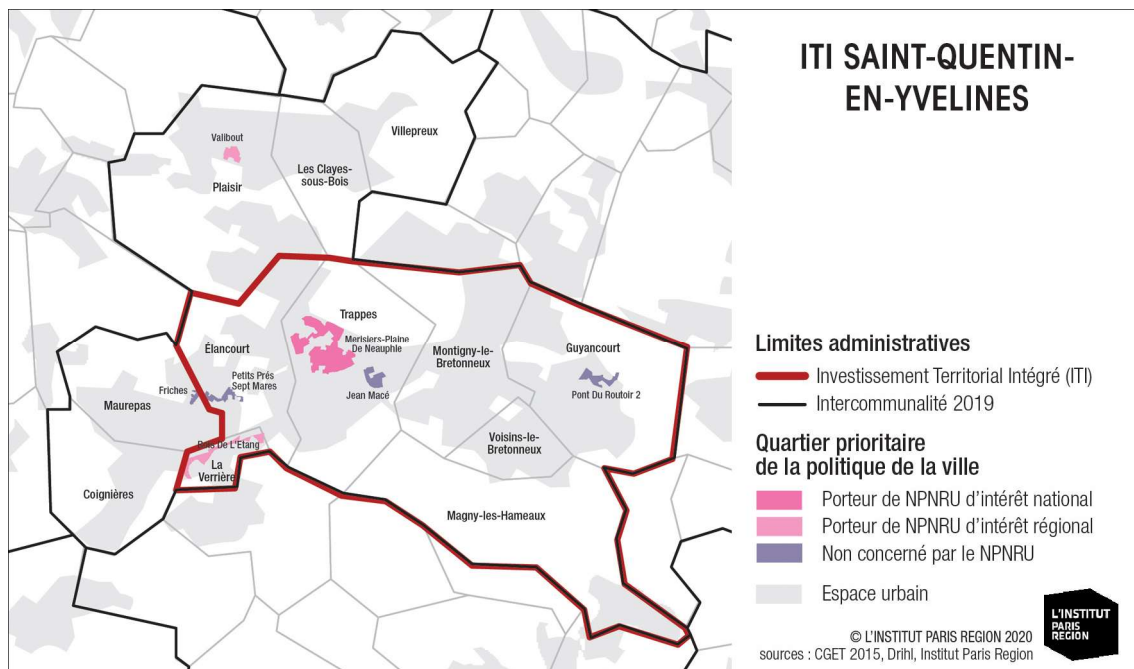 ITI SAINT-QUENTIN-
EN-YVELINES
Villepreux
Valibout
Les Clayes-
sous-Bois
Plaisir
Trappes
Merisiers-Plaine
De Neauphle
Élancourt
Montigny-le-
Bretonneux
Guyancourt
Petits Prés
Sept Mares
Friches
Jean Macé
Pont Du Routoir 2
Maurepas
Bois De L'Etang
Voisins-le-
Bretonneux
La
Verrière
Coignières
Magny-les-Hameaux
Limites administratives
Investissement Territorial Intégré (ITI)
Intercommunalité 2019
Quartier prioritaire
de la politique de la ville
Porteur de NPNRU d'intérêt national
Porteur de NPNRU d'intérêt régional
Non concerné par le NPNRU
Espace urbain
© L'INSTITUT PARIS REGION 2020
sources : CGET 2015, Drihl, Institut Paris Region
L'INSTITUT
PARIS
REGION